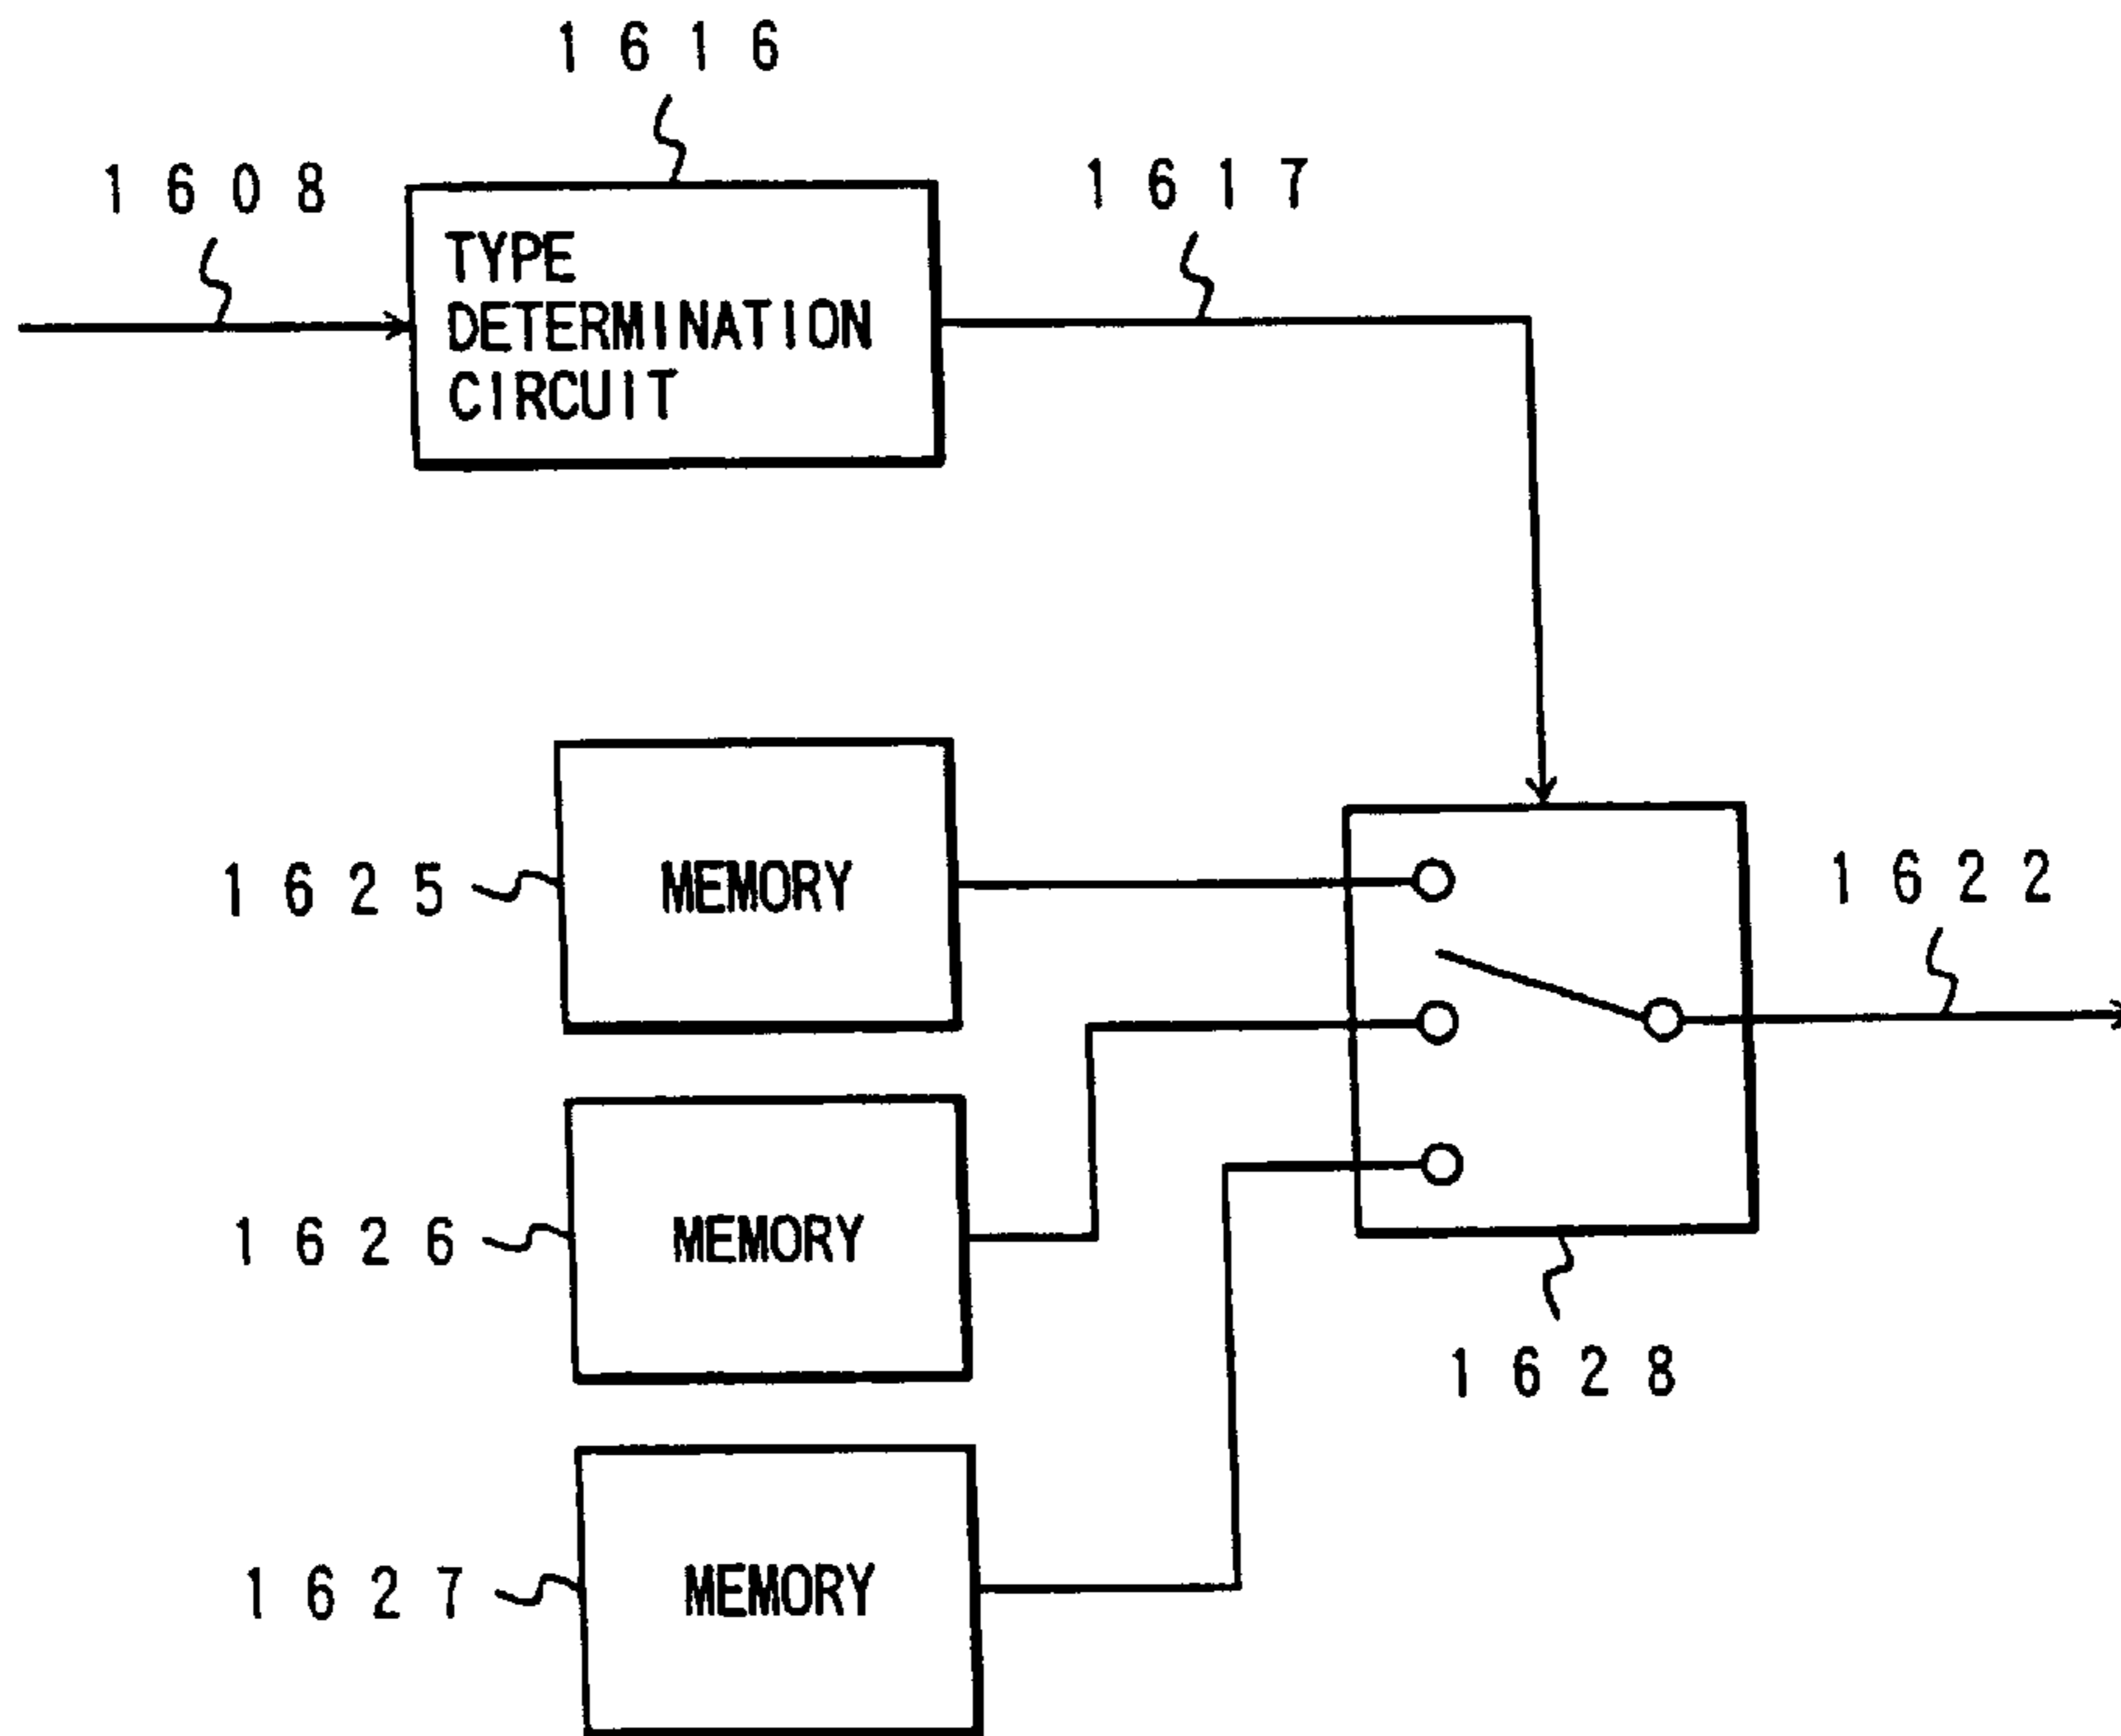 1616
1608
1617
TYPE
DETERMINATION
CIRCUIT
1625
MEMORY
1622
1626
MEMORY
1628
1627
MEMORY